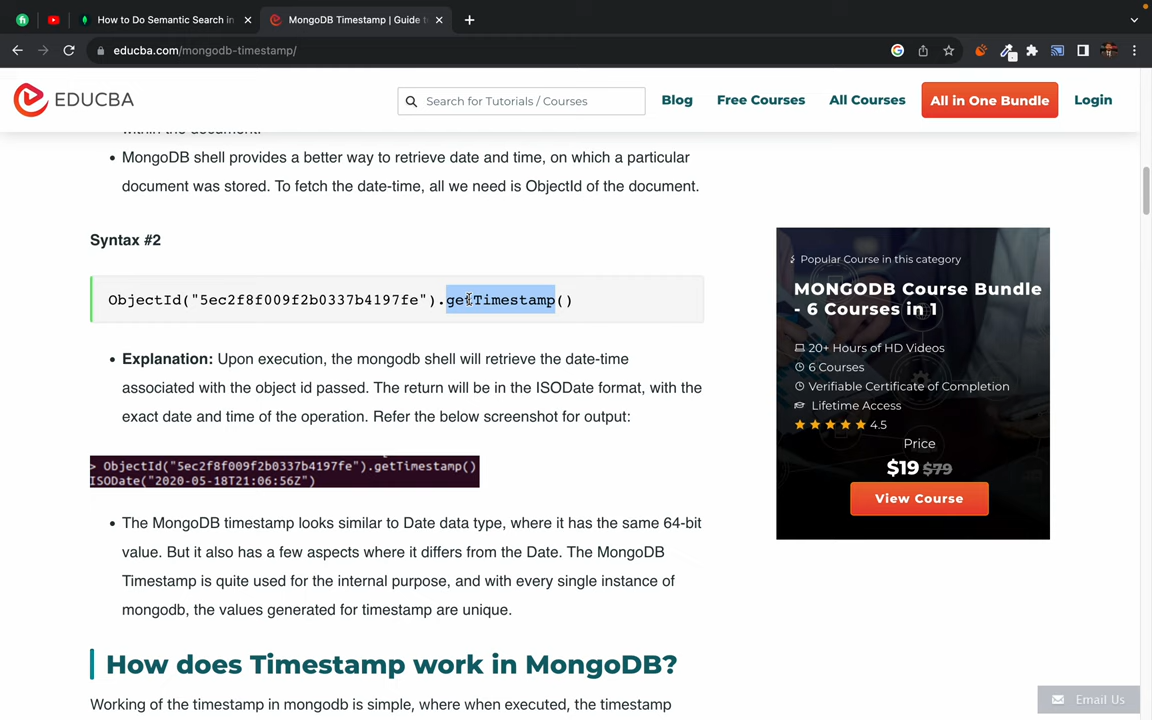 How to Do Semantic Search in
MongoDB Timestamp | Guide to
educba.com/mongodb-timestamp/
EDUCBA
Search for Tutorials / Courses
Blog
Free Courses
All Courses
All in One Bundle
Login
within the document.
MongoDB shell provides a better way to retrieve date and time, on which a particular
document was stored. To fetch the date-time, all we need is ObjectId of the document.
Syntax #2
ObjectId("5ec2f8f009f2b0337b4197fe").getTimestamp()
Explanation: Upon execution, the mongodb shell will retrieve the date-time
associated with the object id passed. The return will be in the ISODate format, with the
exact date and time of the operation. Refer the below screenshot for output:
> ObjectId("5ec2f8f009f2b0337b4197fe").getTimestamp()
ISODate("2020-05-18T21:06:56Z")
The MongoDB timestamp looks similar to Date data type, where it has the same 64-bit
value. But it also has a few aspects where it differs from the Date. The MongoDB
Timestamp is quite used for the internal purpose, and with every single instance of
mongodb, the values generated for timestamp are unique.
How does Timestamp work in MongoDB?
Working of the timestamp in mongodb is simple, where when executed, the timestamp
Popular Course in this category
MONGODB Course Bundle
- 6 Courses in 1
20+ Hours of HD Videos
6 Courses
Verifiable Certificate of Completion
Lifetime Access
4.5
Price
$19 $79
View Course
Email Us